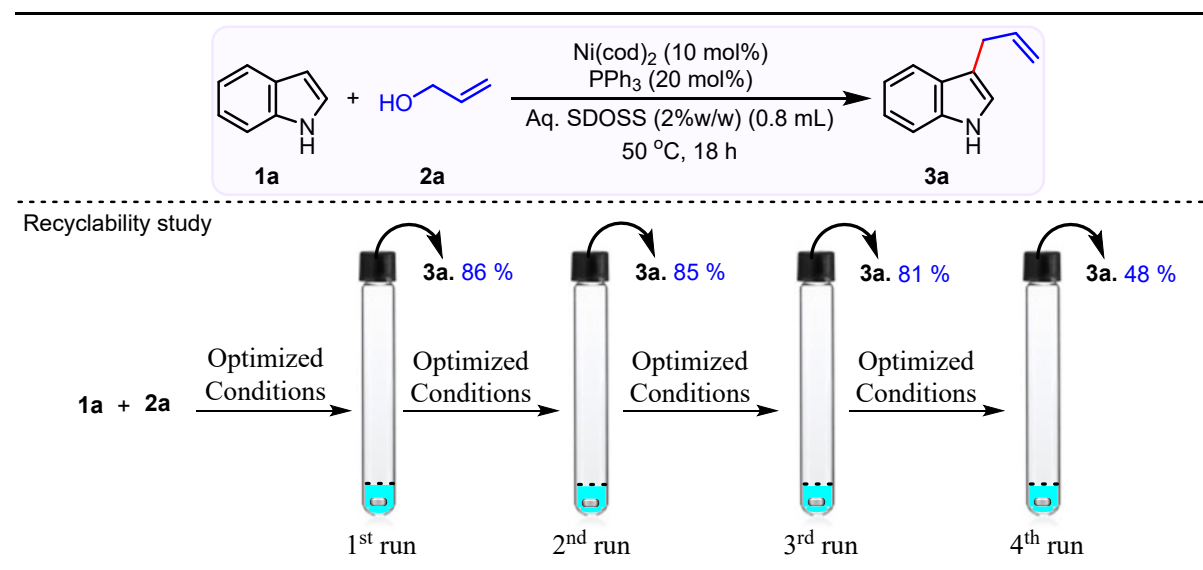 Ni(cod)2 (10 mol%)
PPh3 (20 mol%)
Aq. SDOSS (2%w/w) (0.8 mL)
50 °C, 18 h
N
H
+
HO
N
H
1a
2a
3a
Recyclability study
3a. 86 %
3a. 85 %
3a. 81 %
3a. 48 %
Optimized
Conditions
Optimized
Conditions
Optimized
Conditions
Optimized
Conditions
1a + 2a
1st run
2nd run
3rd run
4th run